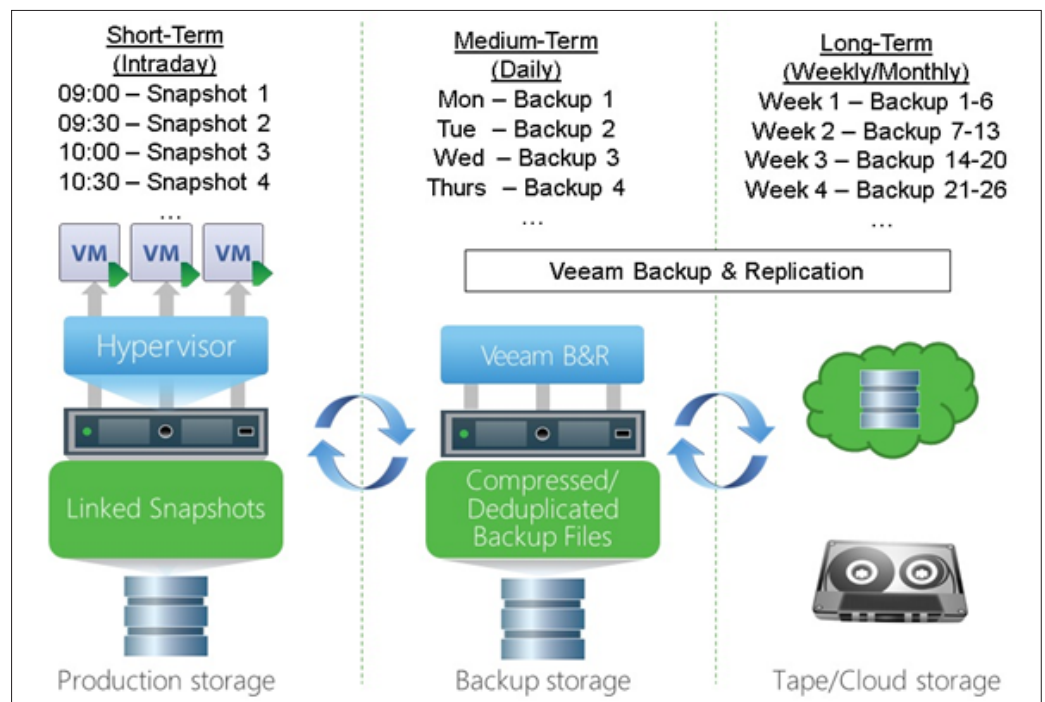 Short-Term
(Intraday)
09:00 – Snapshot 1
09:30 – Snapshot 2
10:00 – Snapshot 3
10:30 – Snapshot 4
...
VM
VM
VM
Hypervisor
Linked Snapshots
Production storage
Medium-Term
(Daily)
Mon – Backup 1
Tue – Backup 2
Wed – Backup 3
Thurs – Backup 4
...
Long-Term
(Weekly/Monthly)
Week 1 – Backup 1-6
Week 2 – Backup 7-13
Week 3 – Backup 14-20
Week 4 – Backup 21-26
...
Veeam Backup & Replication
Veeam B&R
Compressed/
Deduplicated
Backup Files
Backup storage
Tape/Cloud storage